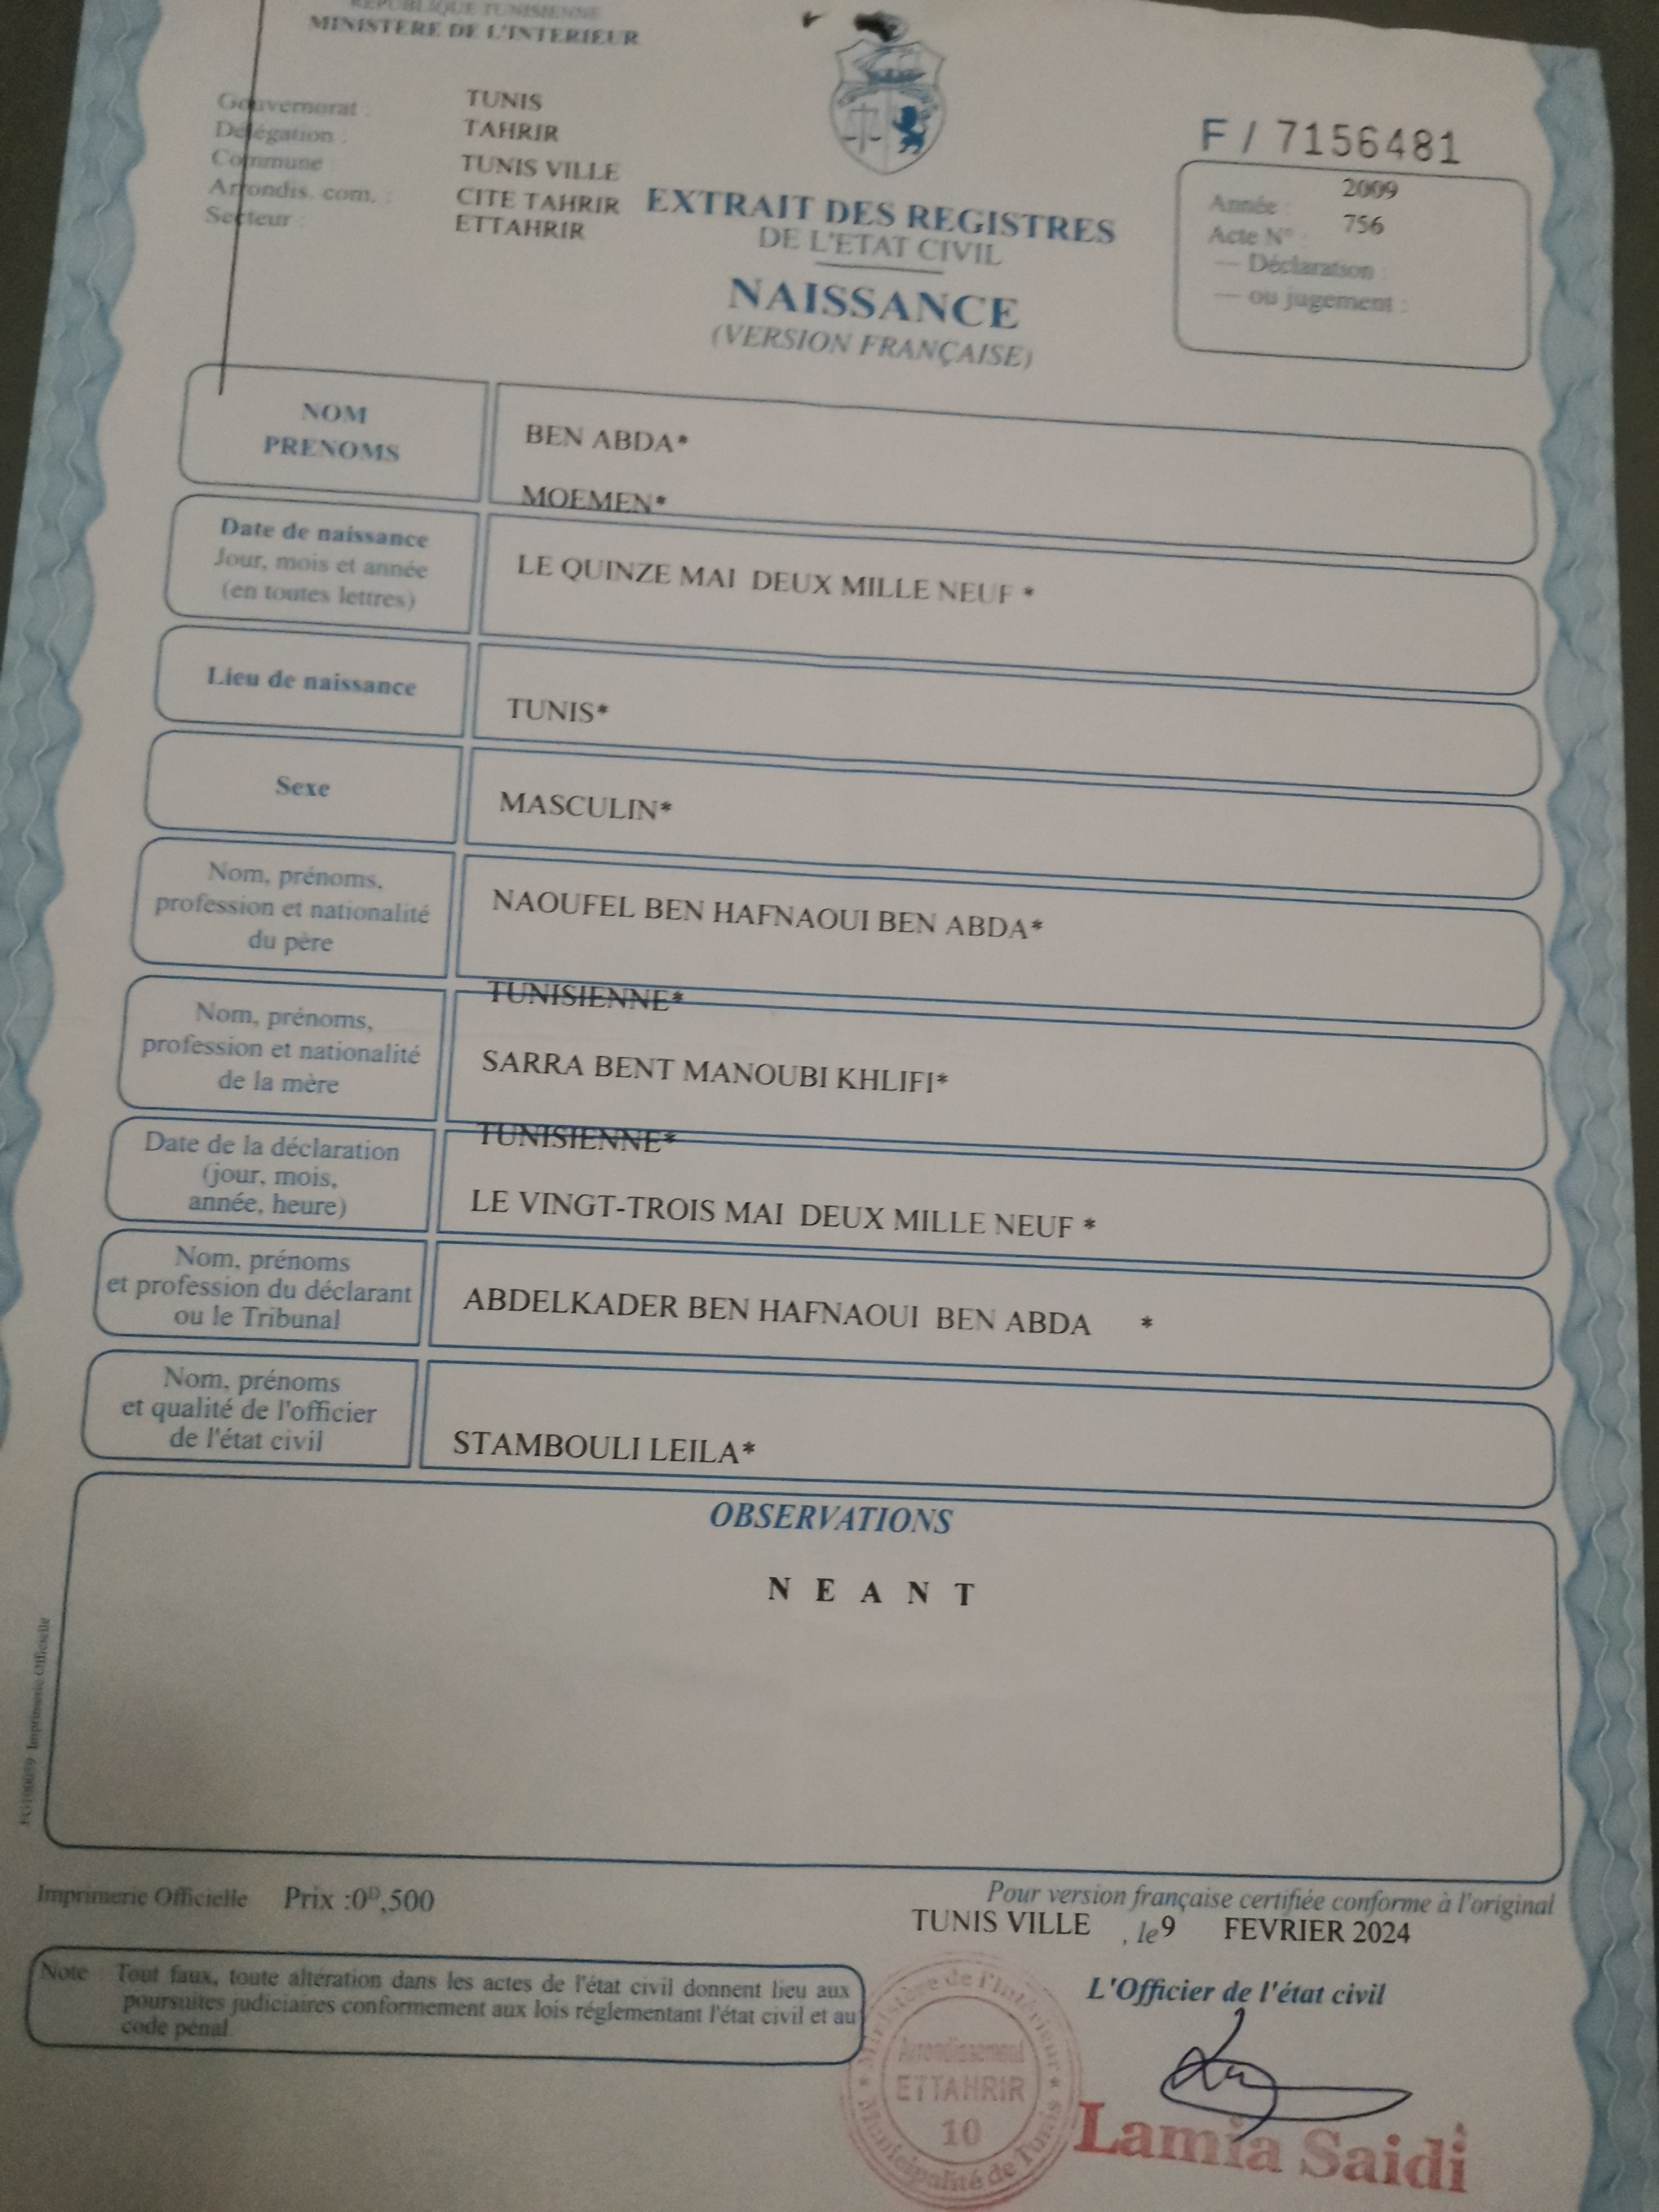 REPUBLIQUE TUNISIENNE
MINISTERE DE L'INTERIEUR
Gouvernorat : TUNIS
Délégation : TAHRIR
Commune : TUNIS VILLE
Arrondis. com. : CITE TAHRIR
Secteur : ETTAHRIR
EXTRAIT DES REGISTRES
DE L'ETAT CIVIL
NAISSANCE
(VERSION FRANÇAISE)
F / 7156481
Année : 2009
Acte N° : 756
— Déclaration :
— ou jugement :
NOM
PRENOMS
BEN ABDA*
MOEMEN*
Date de naissance
Jour, mois et année
(en toutes lettres)
LE QUINZE MAI DEUX MILLE NEUF *
Lieu de naissance
TUNIS*
Sexe
MASCULIN*
Nom, prénoms,
profession et nationalité
du père
NAOUFEL BEN HAFNAOUI BEN ABDA*
TUNISIENNE*
Nom, prénoms,
profession et nationalité
de la mère
SARRA BENT MANOUBI KHLIFI*
TUNISIENNE*
Date de la déclaration
(jour, mois,
année, heure)
LE VINGT-TROIS MAI DEUX MILLE NEUF *
Nom, prénoms
et profession du déclarant
ou le Tribunal
ABDELKADER BEN HAFNAOUI BEN ABDA *
Nom, prénoms
et qualité de l'officier
de l'état civil
STAMBOULI LEILA*
OBSERVATIONS
N E A N T
Imprimerie Officielle
Imprimerie Officielle Prix :0ᴰ,500
Pour version française certifiée conforme à l'original
TUNIS VILLE , le 9 FEVRIER 2024
Note : Tout faux, toute altération dans les actes de l'état civil donnent lieu aux
poursuites judiciaires conformement aux lois réglementant l'état civil et au
code pénal
L'Officier de l'état civil
Ministère de l'Intérieur
Arrondissement
ETTAHRIR
10
Municipalité de Tunis
Lamia Saidi